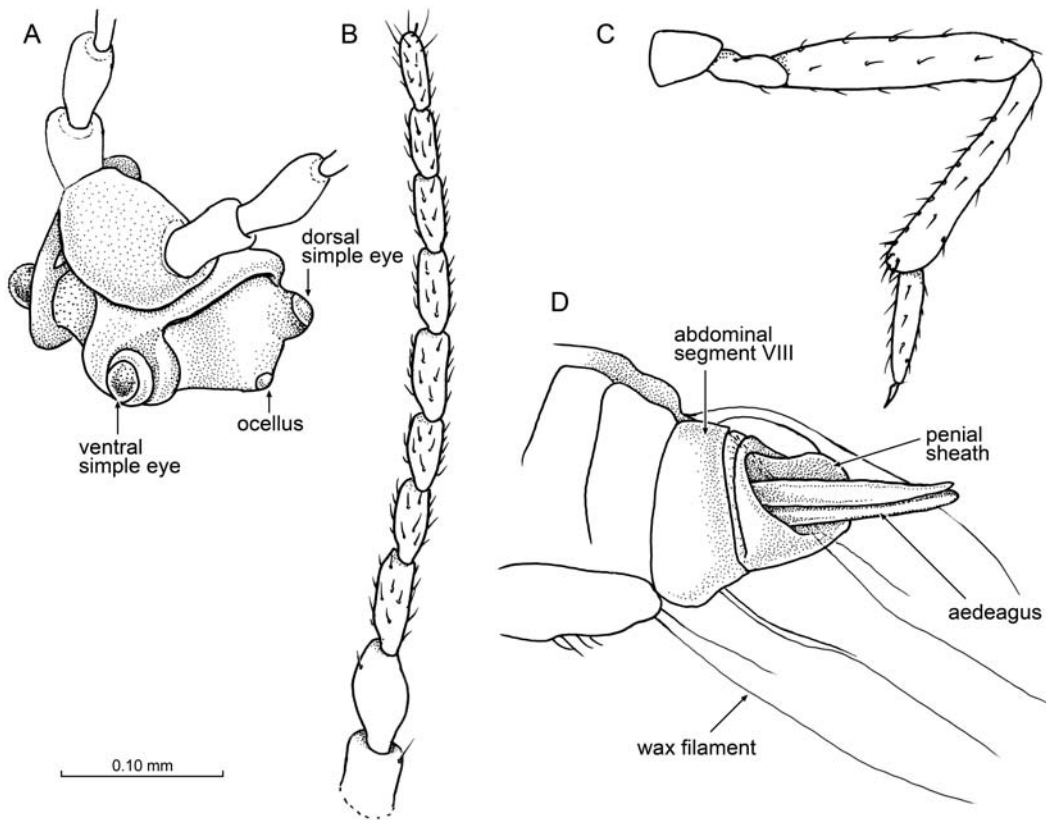 A
B
C
dorsal
simple eye
ocellus
ventral
simple eye
0.10 mm
D
abdominal
segment VIII
penial
sheath
aedeagus
wax filament